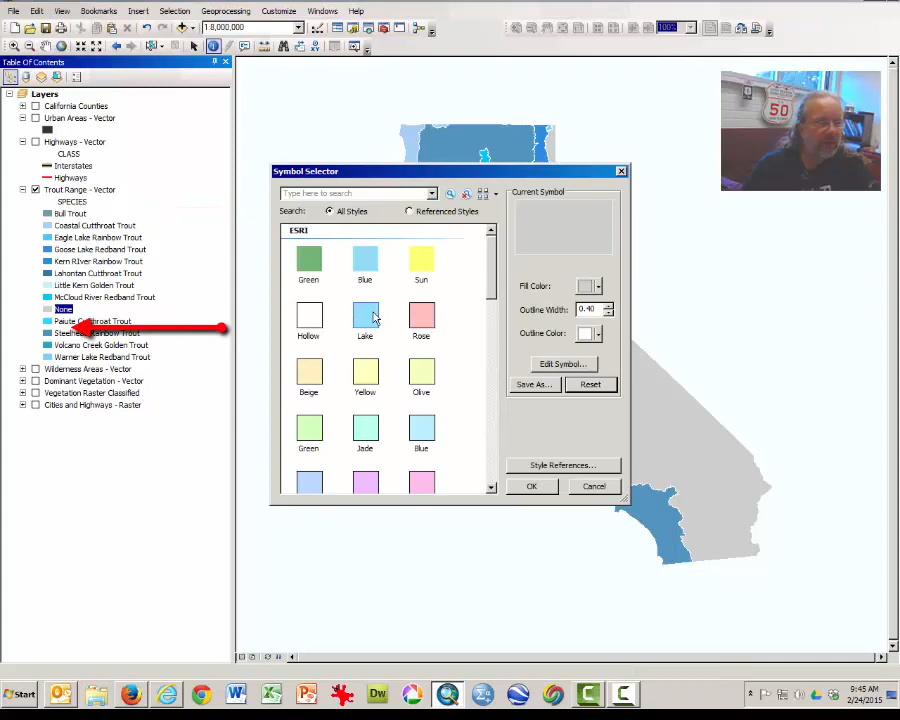 File Edit View Bookmarks Insert Selection Geoprocessing Customize Windows Help
1:8,000,000
100%
Table Of Contents
Layers
California Counties
Urban Areas - Vector
Highways - Vector
CLASS
Interstates
Highways
Trout Range - Vector
SPECIES
Bull Trout
Coastal Cutthroat Trout
Eagle Lake Rainbow Trout
Goose Lake Redband Trout
Kern RIver Rainbow Trout
Lahontan Cutthroat Trout
Little Kern Golden Trout
McCloud River Redband Trout
None
Paiute Cutthroat Trout
Steelhead Rainbow Trout
Volcano Creek Golden Trout
Warner Lake Redband Trout
Wilderness Areas - Vector
Dominant Vegetation - Vector
Vegetation Raster Classified
Cities and Highways - Raster
50
Symbol Selector
Type here to search
Search: All Styles Referenced Styles
ESRI
Green Blue Sun
Hollow Lake Rose
Beige Yellow Olive
Green Jade Blue
Current Symbol
Fill Color:
Outline Width: 0.40
Outline Color:
Edit Symbol...
Save As... Reset
Style References...
OK Cancel
Start
Dw
9:45 AM
2/24/2015